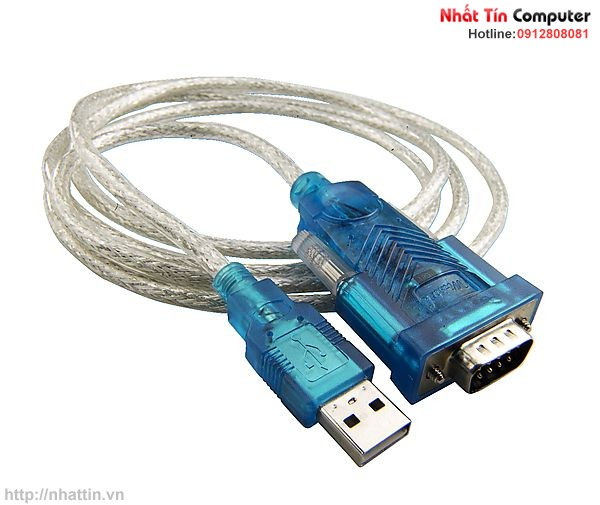 Nhất Tín Computer
Hotline:0912808081
http://nhattin.vn